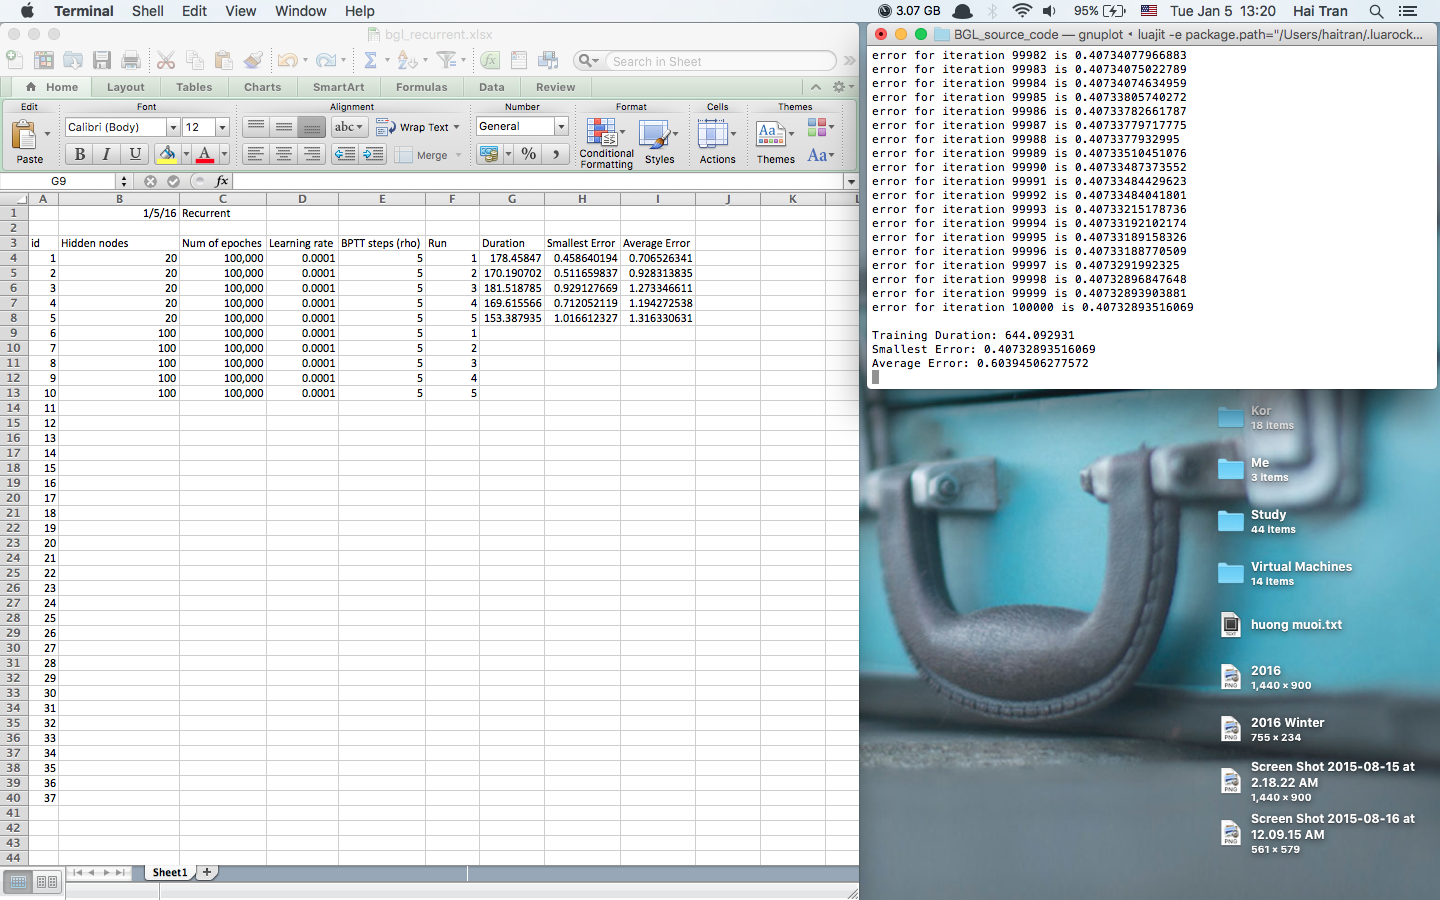 Terminal Shell Edit View Window Help 3.07 GB 95% Tue Jan 5 13:20 Hai Tran
bgl_recurrent.xlsx
Search in Sheet
Home Layout Tables Charts SmartArt Formulas Data Review
Edit Font Alignment Number Format Cells Themes
Calibri (Body) 12 abc Wrap Text General
Paste B I U A Merge % Conditional Formatting Styles Actions Themes Aa
G9 fx
A B C D E F G H I J K L
1 1/5/16 Recurrent
2
3 id Hidden nodes Num of epoches Learning rate BPTT steps (rho) Run Duration Smallest Error Average Error
4 1 20 100,000 0.0001 5 1 178.45847 0.458640194 0.706526341
5 2 20 100,000 0.0001 5 2 170.190702 0.511659837 0.928313835
6 3 20 100,000 0.0001 5 3 181.518785 0.929127669 1.273346611
7 4 20 100,000 0.0001 5 4 169.615566 0.712052119 1.194272538
8 5 20 100,000 0.0001 5 5 153.387935 1.016612327 1.316330631
9 6 100 100,000 0.0001 5 1
10 7 100 100,000 0.0001 5 2
11 8 100 100,000 0.0001 5 3
12 9 100 100,000 0.0001 5 4
13 10 100 100,000 0.0001 5 5
14 11
15 12
16 13
17 14
18 15
19 16
20 17
21 18
22 19
23 20
24 21
25 22
26 23
27 24
28 25
29 26
30 27
31 28
32 29
33 30
34 31
35 32
36 33
37 34
38 35
39 36
40 37
41
42
43
44
Sheet1
BGL_source_code — gnuplot ◂ luajit -e package.path="/Users/haitran/.luarock...
error for iteration 99982 is 0.40734077966883
error for iteration 99983 is 0.40734075022789
error for iteration 99984 is 0.40734074634959
error for iteration 99985 is 0.40733805740272
error for iteration 99986 is 0.40733782661787
error for iteration 99987 is 0.40733779717775
error for iteration 99988 is 0.4073377932995
error for iteration 99989 is 0.40733510451076
error for iteration 99990 is 0.40733487373552
error for iteration 99991 is 0.40733484429623
error for iteration 99992 is 0.40733484041801
error for iteration 99993 is 0.40733215178736
error for iteration 99994 is 0.40733192102174
error for iteration 99995 is 0.40733189158326
error for iteration 99996 is 0.40733188770509
error for iteration 99997 is 0.4073291992325
error for iteration 99998 is 0.40732896847648
error for iteration 99999 is 0.40732893903881
error for iteration 100000 is 0.40732893516069
Training Duration: 644.092931
Smallest Error: 0.40732893516069
Average Error: 0.60394506277572
Kor
18 items
Me
3 items
Study
44 items
Virtual Machines
14 items
huong muoi.txt
2016
1,440 × 900
2016 Winter
755 × 234
Screen Shot 2015-08-15 at
2.18.22 AM
1,440 × 900
Screen Shot 2015-08-16 at
12.09.15 AM
561 × 579